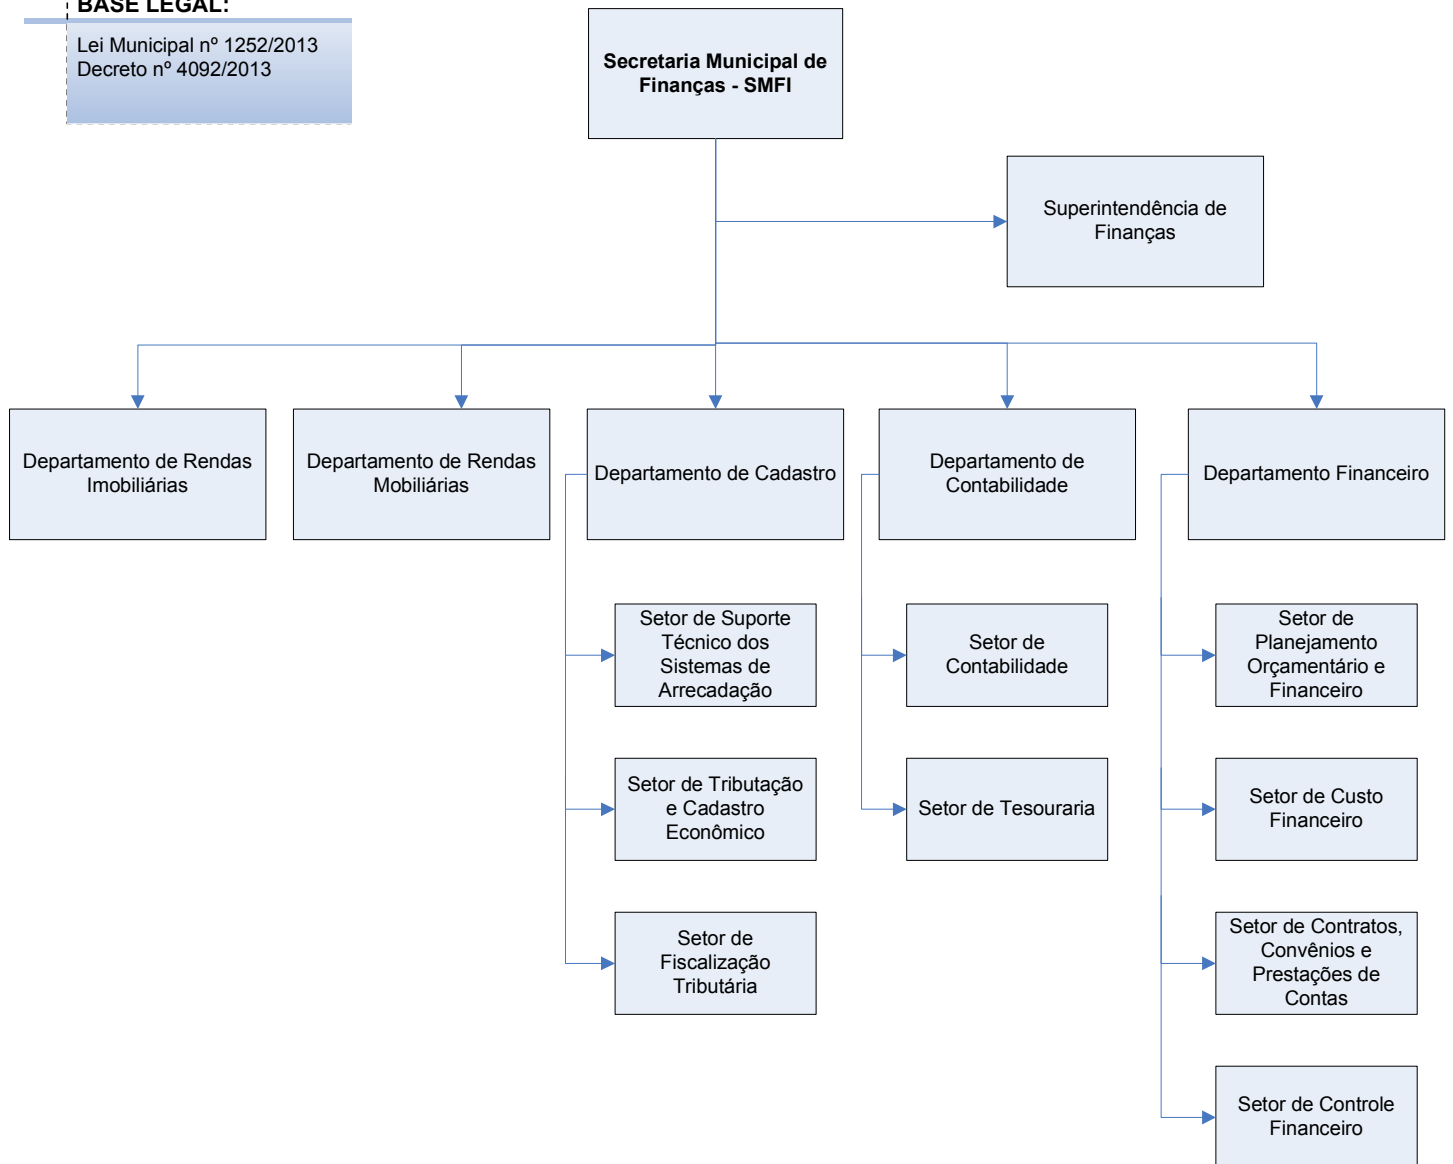 BASE LEGAL:
Lei Municipal nº 1252/2013
Decreto nº 4092/2013
Secretaria Municipal de
Finanças - SMFI
Superintendência de
Finanças
Departamento de Rendas
Imobiliárias
Departamento de Rendas
Mobiliárias
Departamento de Cadastro
Departamento de
Contabilidade
Departamento Financeiro
Setor de Suporte
Técnico dos
Sistemas de
Arrecadação
Setor de
Contabilidade
Setor de
Planejamento
Orçamentário e
Financeiro
Setor de Tributação
e Cadastro
Econômico
Setor de Tesouraria
Setor de Custo
Financeiro
Setor de
Fiscalização
Tributária
Setor de Contratos,
Convênios e
Prestações de
Contas
Setor de Controle
Financeiro